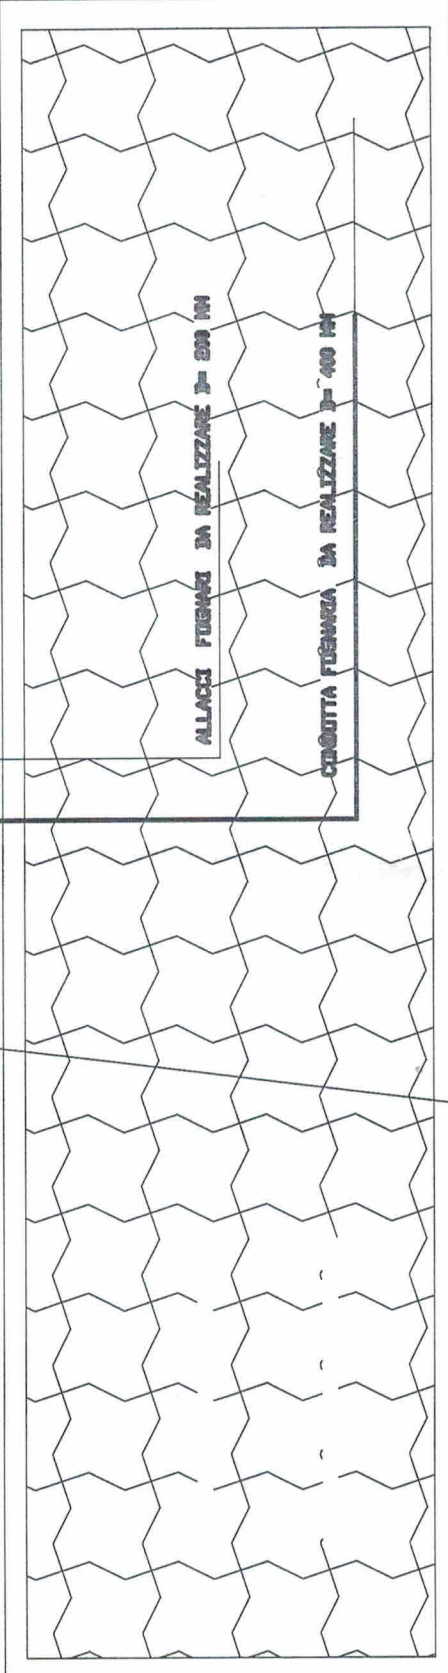 ALLACCI FOGNARI DA REALIZZARE D= 200 MM
CONDOTTA FOGNARIA DA REALIZZARE D= 400 MM